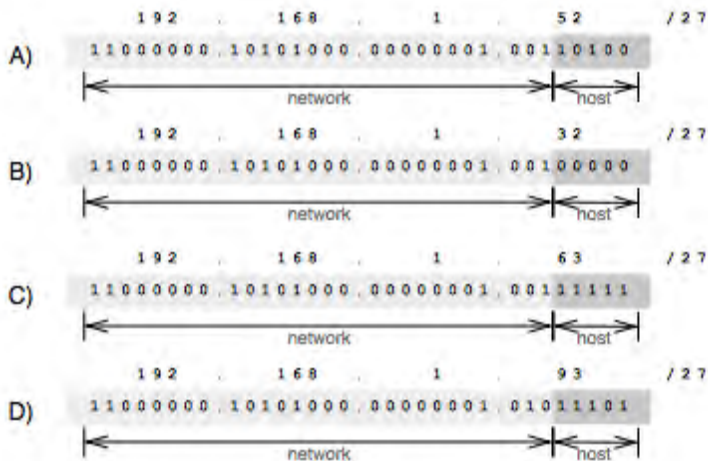 192 . 168 . 1 . 52 /27
A) 11000000.10101000.00000001.00110100
network host
192 . 168 . 1 . 32 /27
B) 11000000.10101000.00000001.00100000
network host
192 . 168 . 1 . 63 /27
C) 11000000.10101000.00000001.00111111
network host
192 . 168 . 1 . 93 /27
D) 11000000.10101000.00000001.01011101
network host